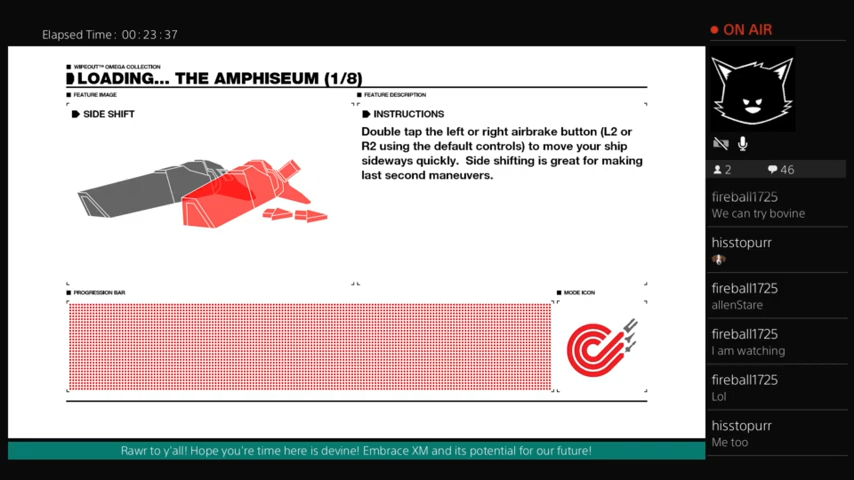 Elapsed Time: 00:23:37
ON AIR
WIPEOUT™ OMEGA COLLECTION
LOADING... THE AMPHISEUM (1/8)
FEATURE IMAGE
FEATURE DESCRIPTION
SIDE SHIFT
INSTRUCTIONS
Double tap the left or right airbrake button (L2 or
R2 using the default controls) to move your ship
sideways quickly. Side shifting is great for making
last second maneuvers.
PROGRESSION BAR
MODE ICON
2
46
fireball1725
We can try bovine
hisstopurr
fireball1725
allenStare
fireball1725
I am watching
fireball1725
Lol
hisstopurr
Me too
Rawr to y'all! Hope you're time here is devine! Embrace XM and its potential for our future!